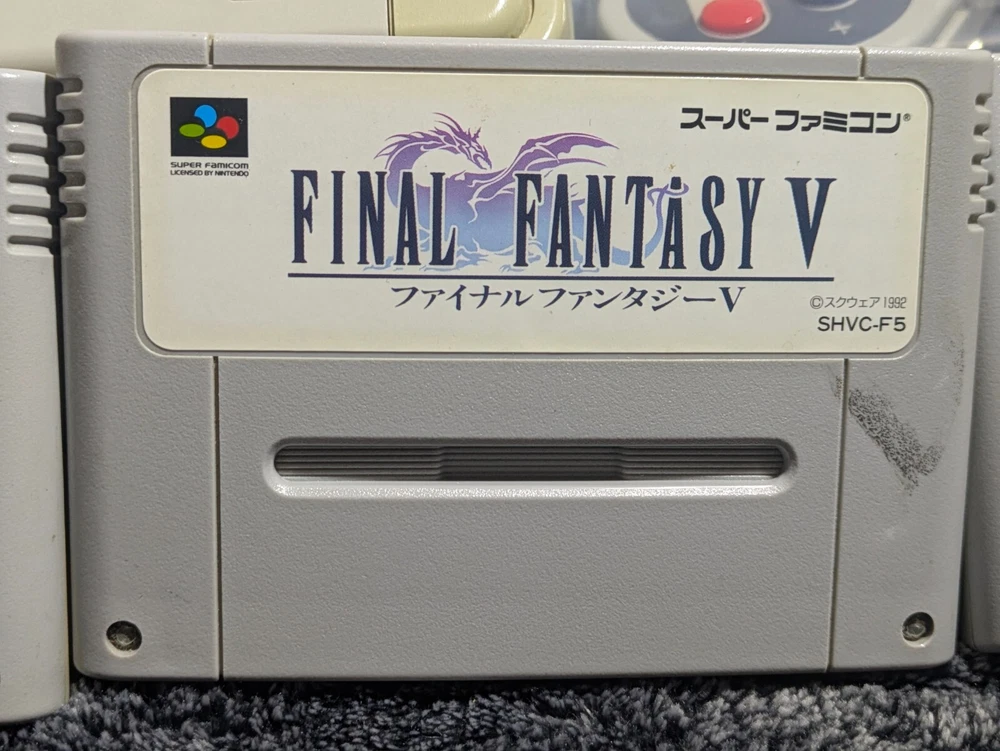 スーパーファミコン®
SUPER FAMICOM
LICENSED BY NINTENDO
FINAL FANTASY V
ファイナルファンタジーV
©スクウェア 1992
SHVC-F5